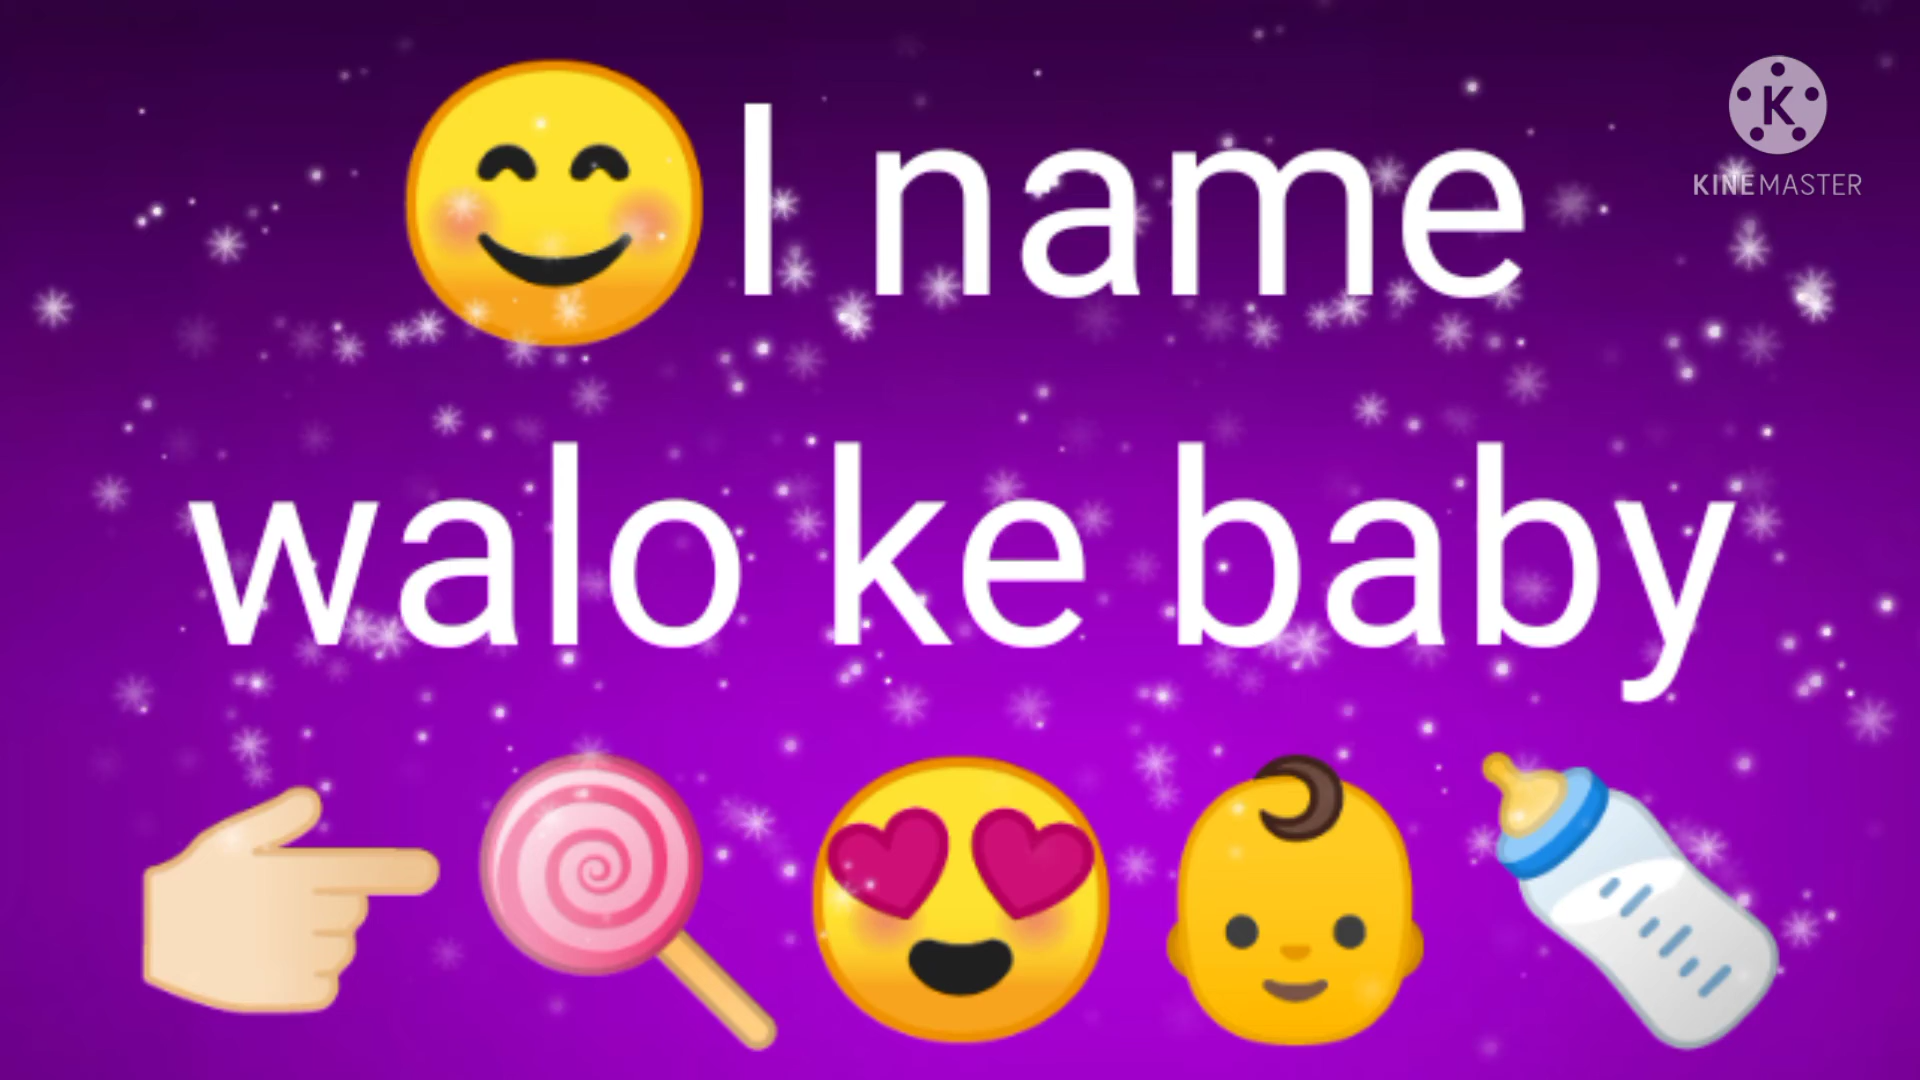 😊I name
walo ke baby
👉🏻🍭😍👶🍼
K
KINEMASTER